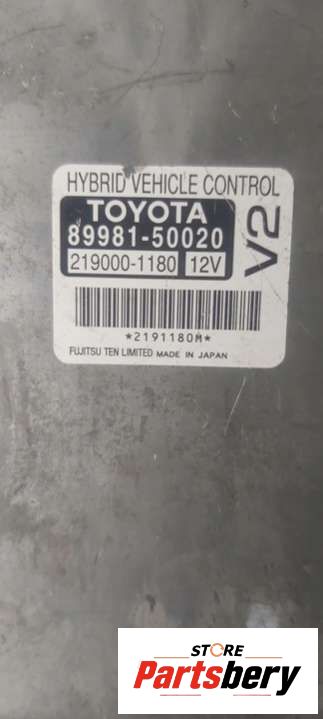 HYBRID VEHICLE CONTROL
TOYOTA
89981-50020
219000-1180 12V
V2
*2191180M*
FUJITSU TEN LIMITED MADE IN JAPAN
STORE
Partsbery